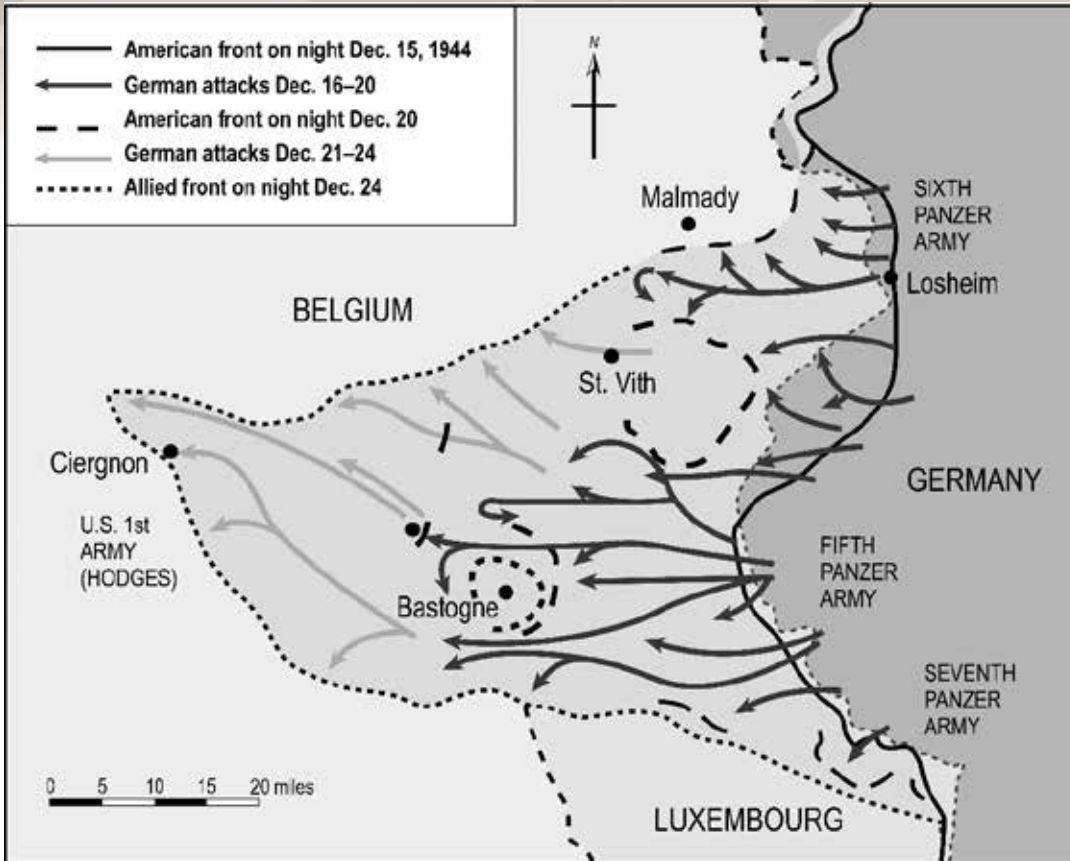 American front on night Dec. 15, 1944
German attacks Dec. 16–20
American front on night Dec. 20
German attacks Dec. 21–24
Allied front on night Dec. 24
N
Malmady
SIXTH
PANZER
ARMY
Losheim
BELGIUM
St. Vith
Ciergnon
GERMANY
U.S. 1st
ARMY
(HODGES)
FIFTH
PANZER
ARMY
Bastogne
SEVENTH
PANZER
ARMY
0 5 10 15 20 miles
LUXEMBOURG